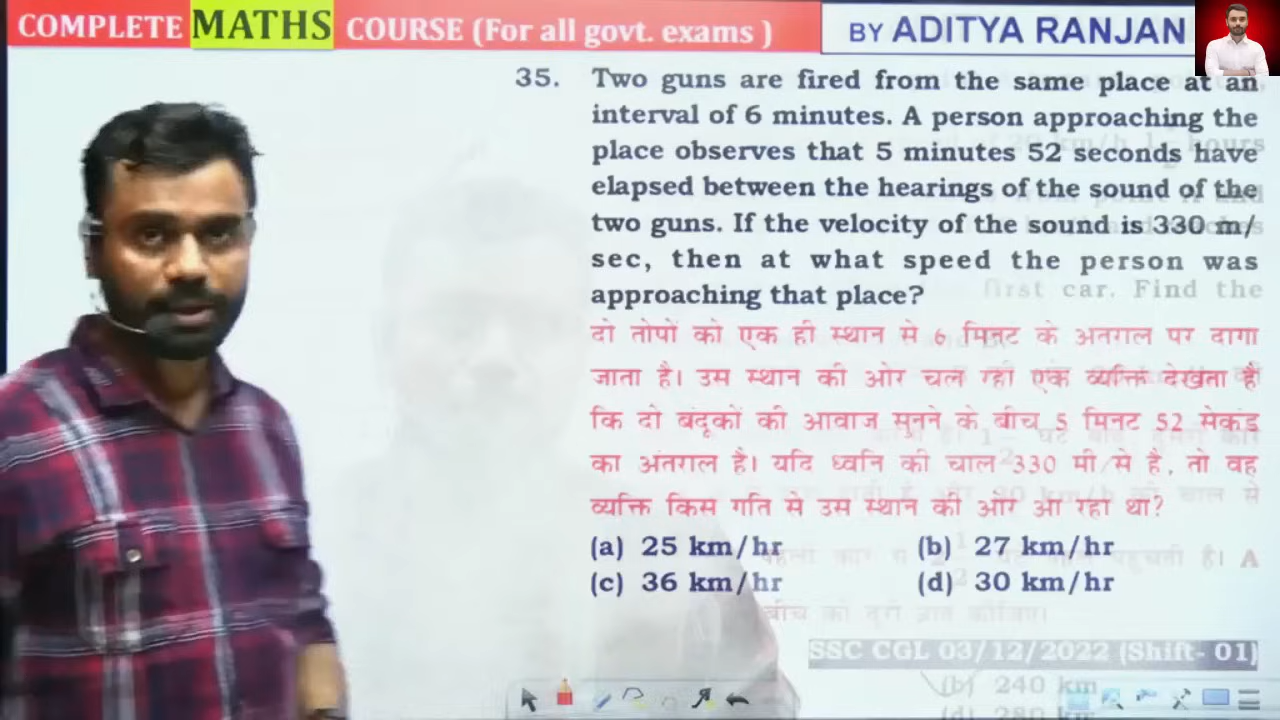 COMPLETE MATHS COURSE (For all govt. exams )
BY ADITYA RANJAN
35. Two guns are fired from the same place at an
interval of 6 minutes. A person approaching the
place observes that 5 minutes 52 seconds have
elapsed between the hearings of the sound of the
two guns. If the velocity of the sound is 330 m/
sec, then at what speed the person was
approaching that place?
दो तोपों को एक ही स्थान से 6 मिनट के अंतराल पर दागा
जाता है। उस स्थान की ओर चल रहा एक व्यक्ति देखता है
कि दो बंदूकों की आवाज सुनने के बीच 5 मिनट 52 सेकंड
का अंतराल है। यदि ध्वनि की चाल 330 मी/से है, तो वह
व्यक्ति किस गति से उस स्थान की ओर आ रहा था?
(a) 25 km/hr (b) 27 km/hr
(c) 36 km/hr (d) 30 km/hr
SSC CGL 03/12/2022 (Shift- 01)
(b) 240 km
(d) 280 km